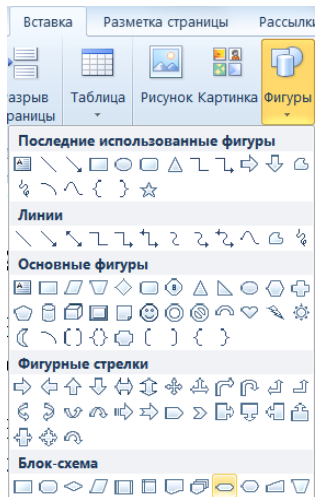 Вставка Разметка страницы Рассылки
азрыв Таблица Рисунок Картинка Фигуры
раницы
Последние использованные фигуры
Линии
Основные фигуры
Фигурные стрелки
Блок-схема